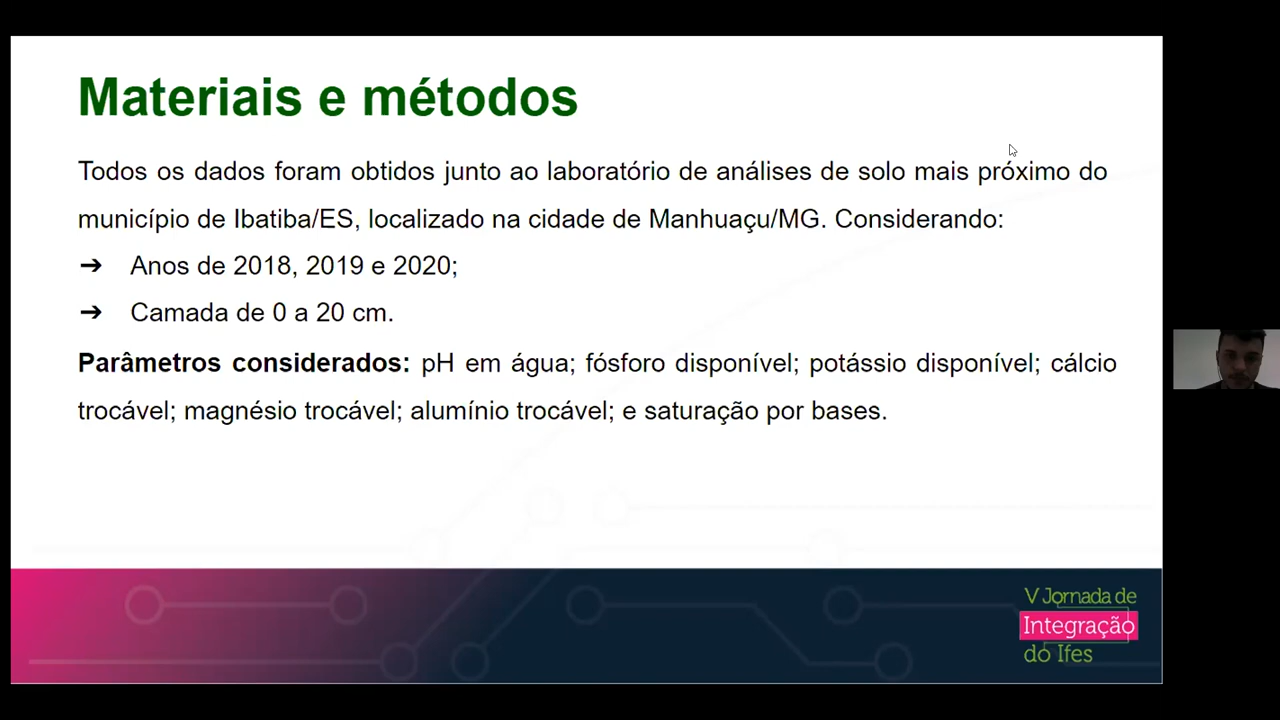 Materiais e métodos
Todos os dados foram obtidos junto ao laboratório de análises de solo mais próximo do
município de Ibatiba/ES, localizado na cidade de Manhuaçu/MG. Considerando:
➔ Anos de 2018, 2019 e 2020;
➔ Camada de 0 a 20 cm.
Parâmetros considerados: pH em água; fósforo disponível; potássio disponível; cálcio
trocável; magnésio trocável; alumínio trocável; e saturação por bases.
V Jornada de
Integração
do Ifes